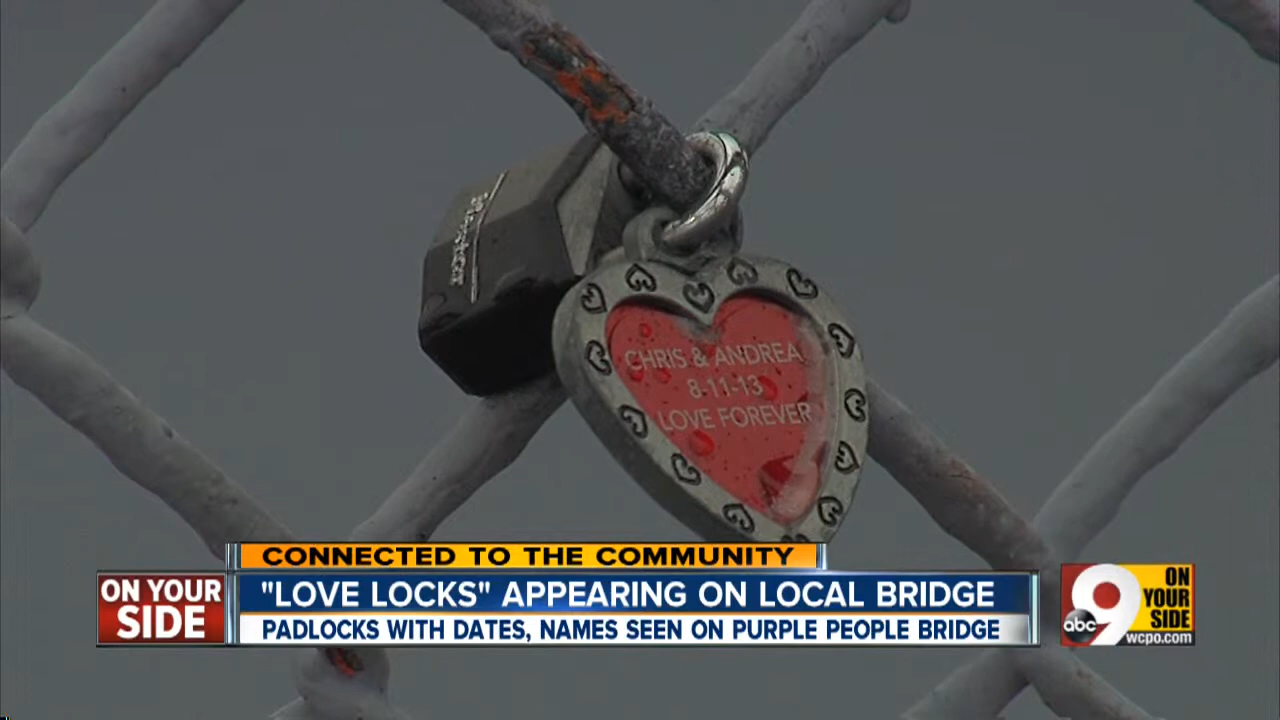 Master
CHRIS & ANDREA
8-11-13
LOVE FOREVER
CONNECTED TO THE COMMUNITY
ON YOUR
SIDE
"LOVE LOCKS" APPEARING ON LOCAL BRIDGE
PADLOCKS WITH DATES, NAMES SEEN ON PURPLE PEOPLE BRIDGE
abc 9
ON
YOUR
SIDE
wcpo.com